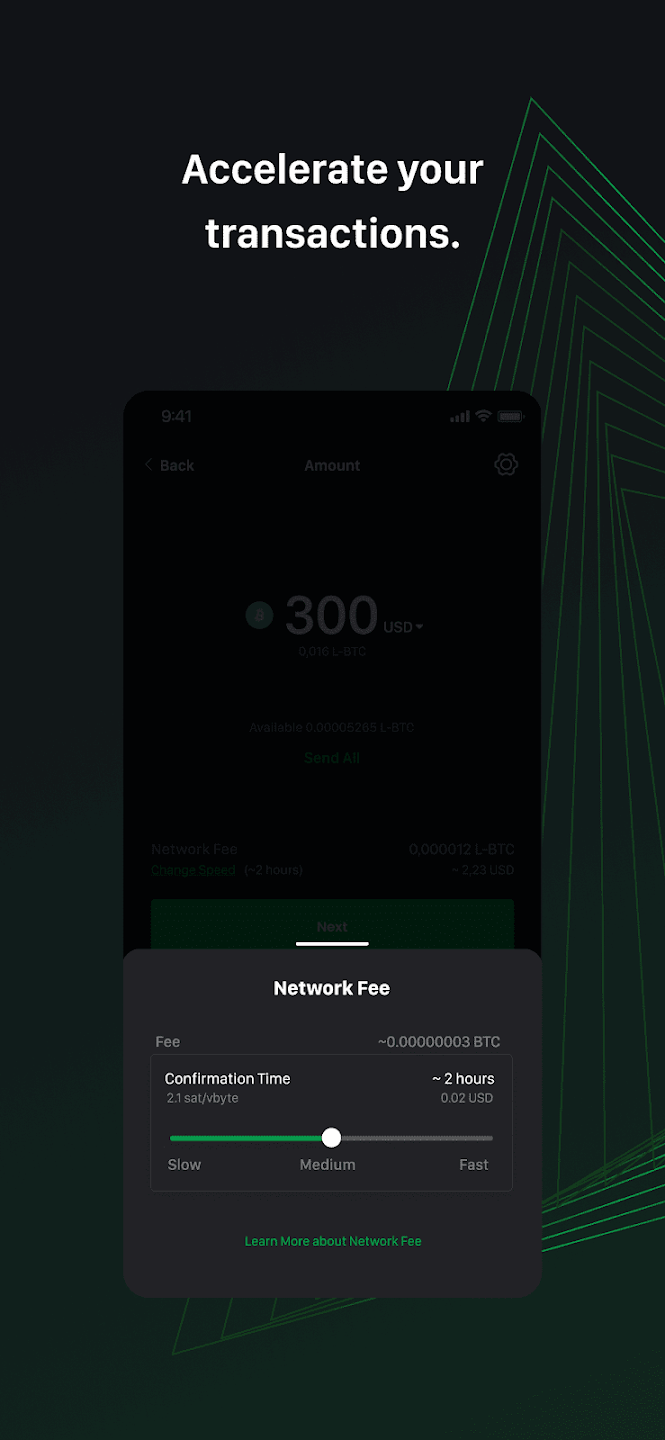 Accelerate your
transactions.
9:41
Back
Amount
300 USD
0,016 L-BTC
Available 0.00005265 L-BTC
Send All
Network Fee 0,000012 L-BTC
Change Speed (~2 hours) ~ 2,23 USD
Next
Network Fee
Fee ~0.00000003 BTC
Confirmation Time ~ 2 hours
2.1 sat/vbyte 0.02 USD
Slow Medium Fast
Learn More about Network Fee